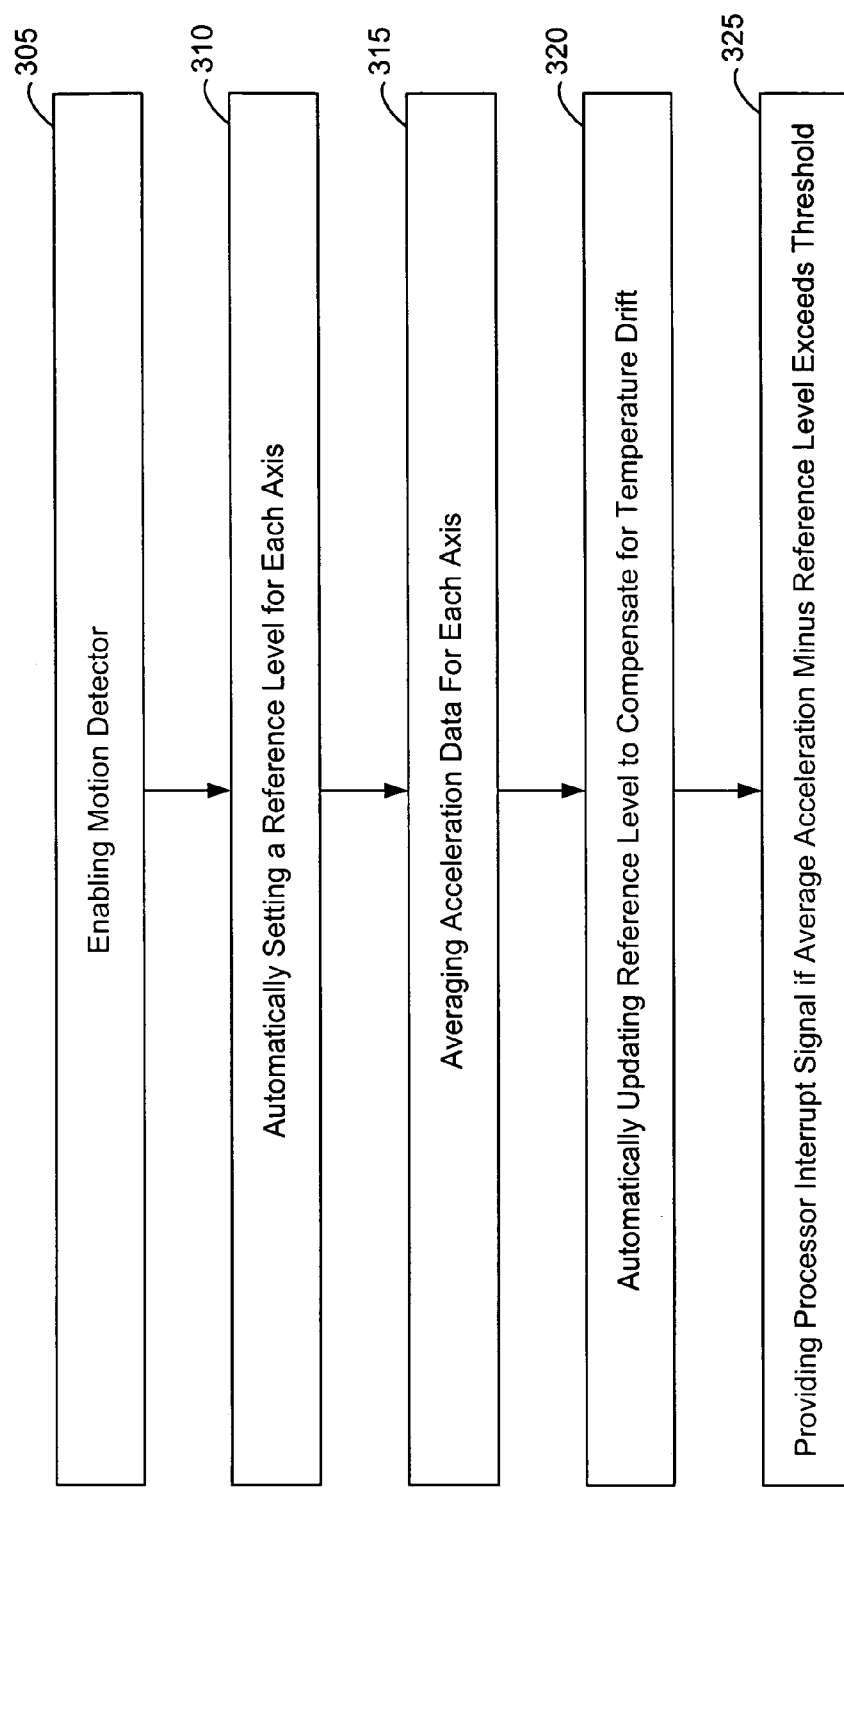 305
Enabling Motion Detector
310
Automatically Setting a Reference Level for Each Axis
315
Averaging Acceleration Data For Each Axis
320
Automatically Updating Reference Level to Compensate for Temperature Drift
325
Providing Processor Interrupt Signal if Average Acceleration Minus Reference Level Exceeds Threshold